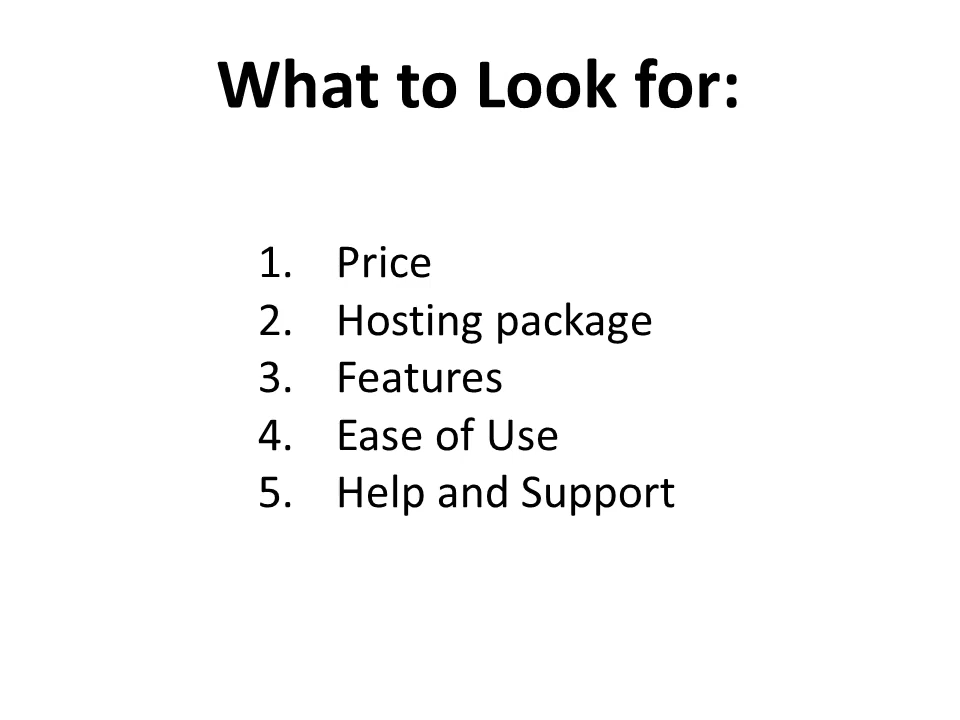 What to Look for:
1. Price
2. Hosting package
3. Features
4. Ease of Use
5. Help and Support